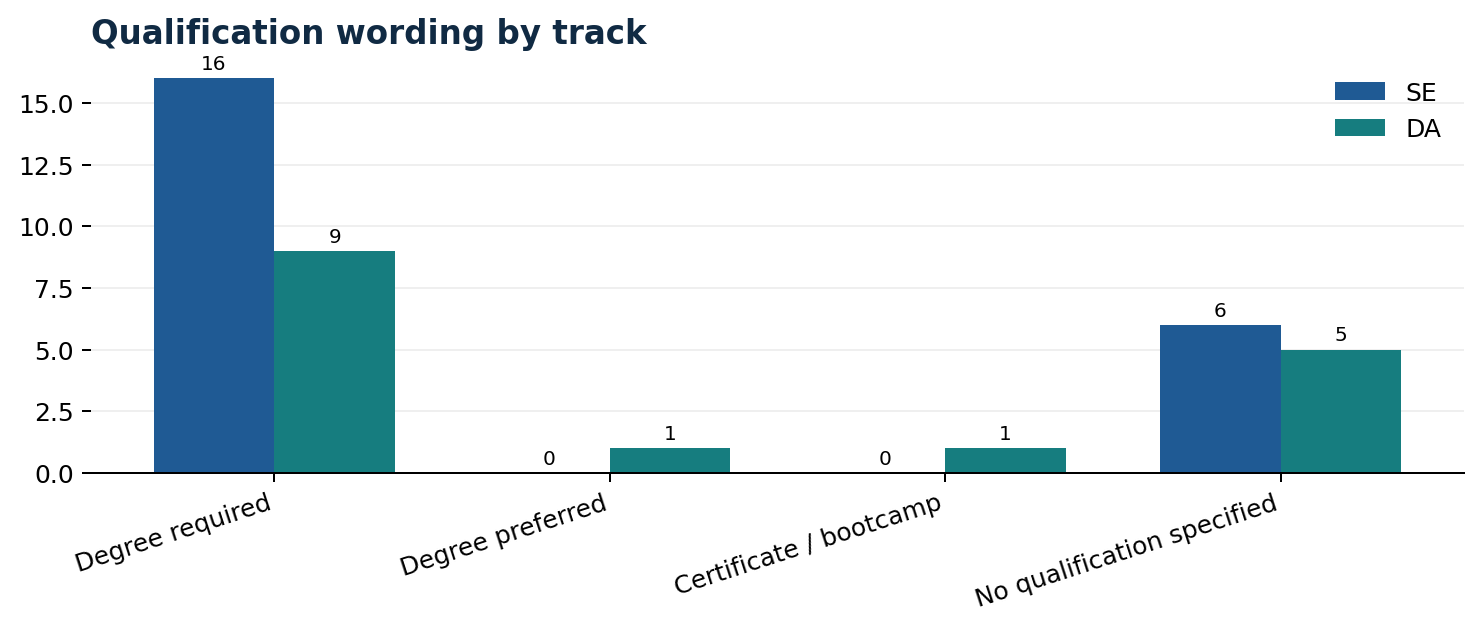 Qualification wording by track
16
15.0
SE
DA
12.5
10.0
9
7.5
6
5
5.0
2.5
1
1
0
0
0.0
Degree required
Degree preferred
Certificate / bootcamp
No qualification specified